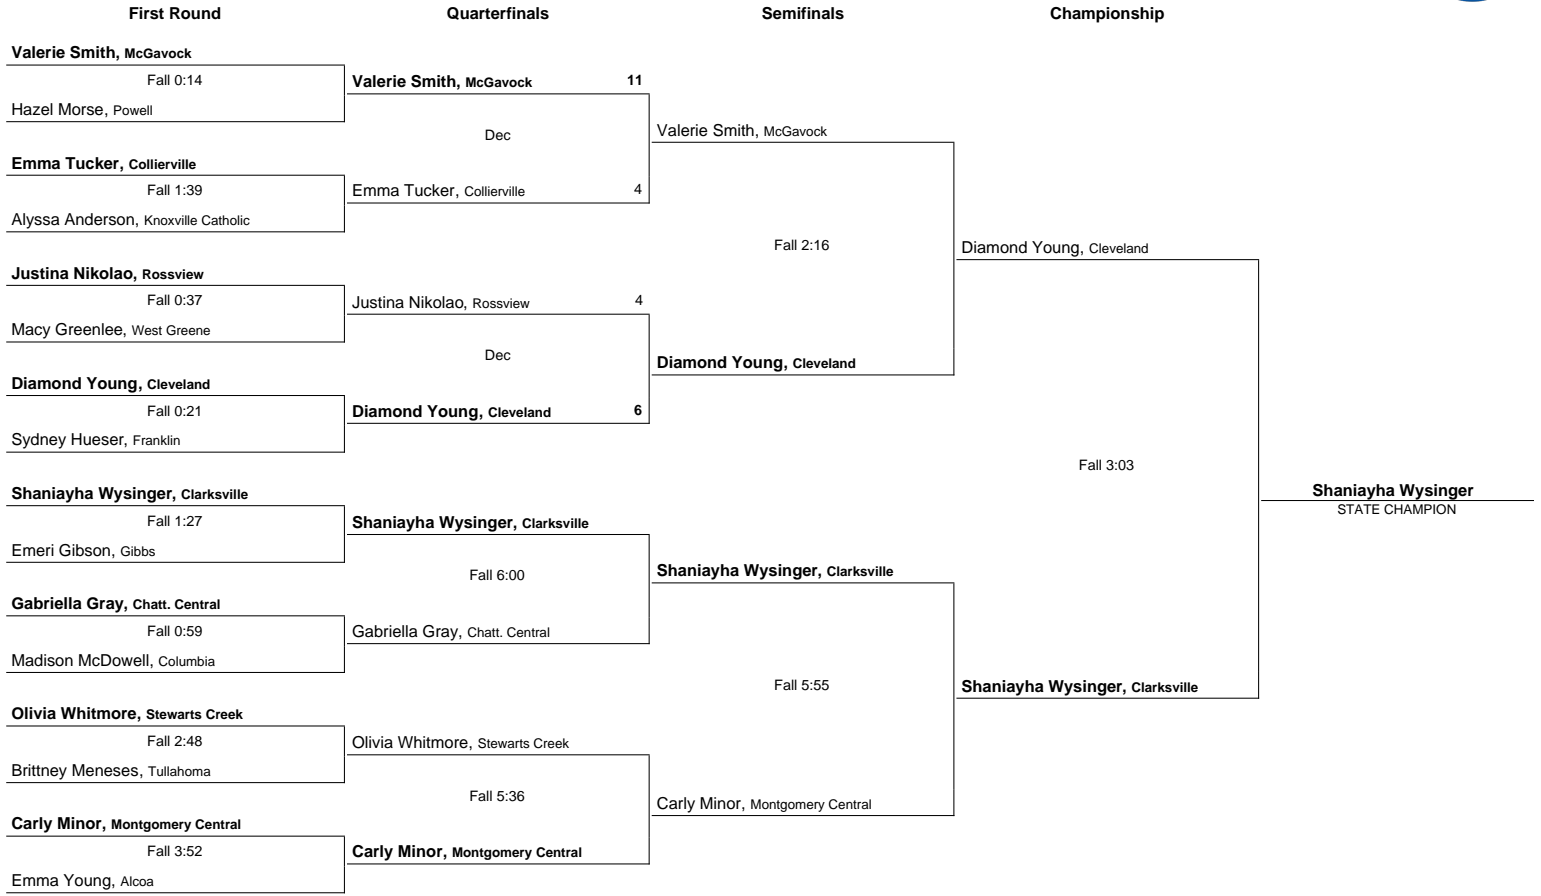 First Round
Quarterfinals
Semifinals
Championship
Valerie Smith, McGavock
Fall 0:14
Hazel Morse, Powell
Emma Tucker, Collierville
Fall 1:39
Alyssa Anderson, Knoxville Catholic
Justina Nikolao, Rossview
Fall 0:37
Macy Greenlee, West Greene
Diamond Young, Cleveland
Fall 0:21
Sydney Hueser, Franklin
Shaniayha Wysinger, Clarksville
Fall 1:27
Emeri Gibson, Gibbs
Gabriella Gray, Chatt. Central
Fall 0:59
Madison McDowell, Columbia
Olivia Whitmore, Stewarts Creek
Fall 2:48
Brittney Meneses, Tullahoma
Carly Minor, Montgomery Central
Fall 3:52
Emma Young, Alcoa
Valerie Smith, McGavock 11
Dec
Emma Tucker, Collierville 4
Justina Nikolao, Rossview 4
Dec
Diamond Young, Cleveland 6
Shaniayha Wysinger, Clarksville
Fall 6:00
Gabriella Gray, Chatt. Central
Olivia Whitmore, Stewarts Creek
Fall 5:36
Carly Minor, Montgomery Central
Valerie Smith, McGavock
Fall 2:16
Diamond Young, Cleveland
Shaniayha Wysinger, Clarksville
Fall 5:55
Carly Minor, Montgomery Central
Diamond Young, Cleveland
Fall 3:03
Shaniayha Wysinger, Clarksville
Shaniayha Wysinger
STATE CHAMPION